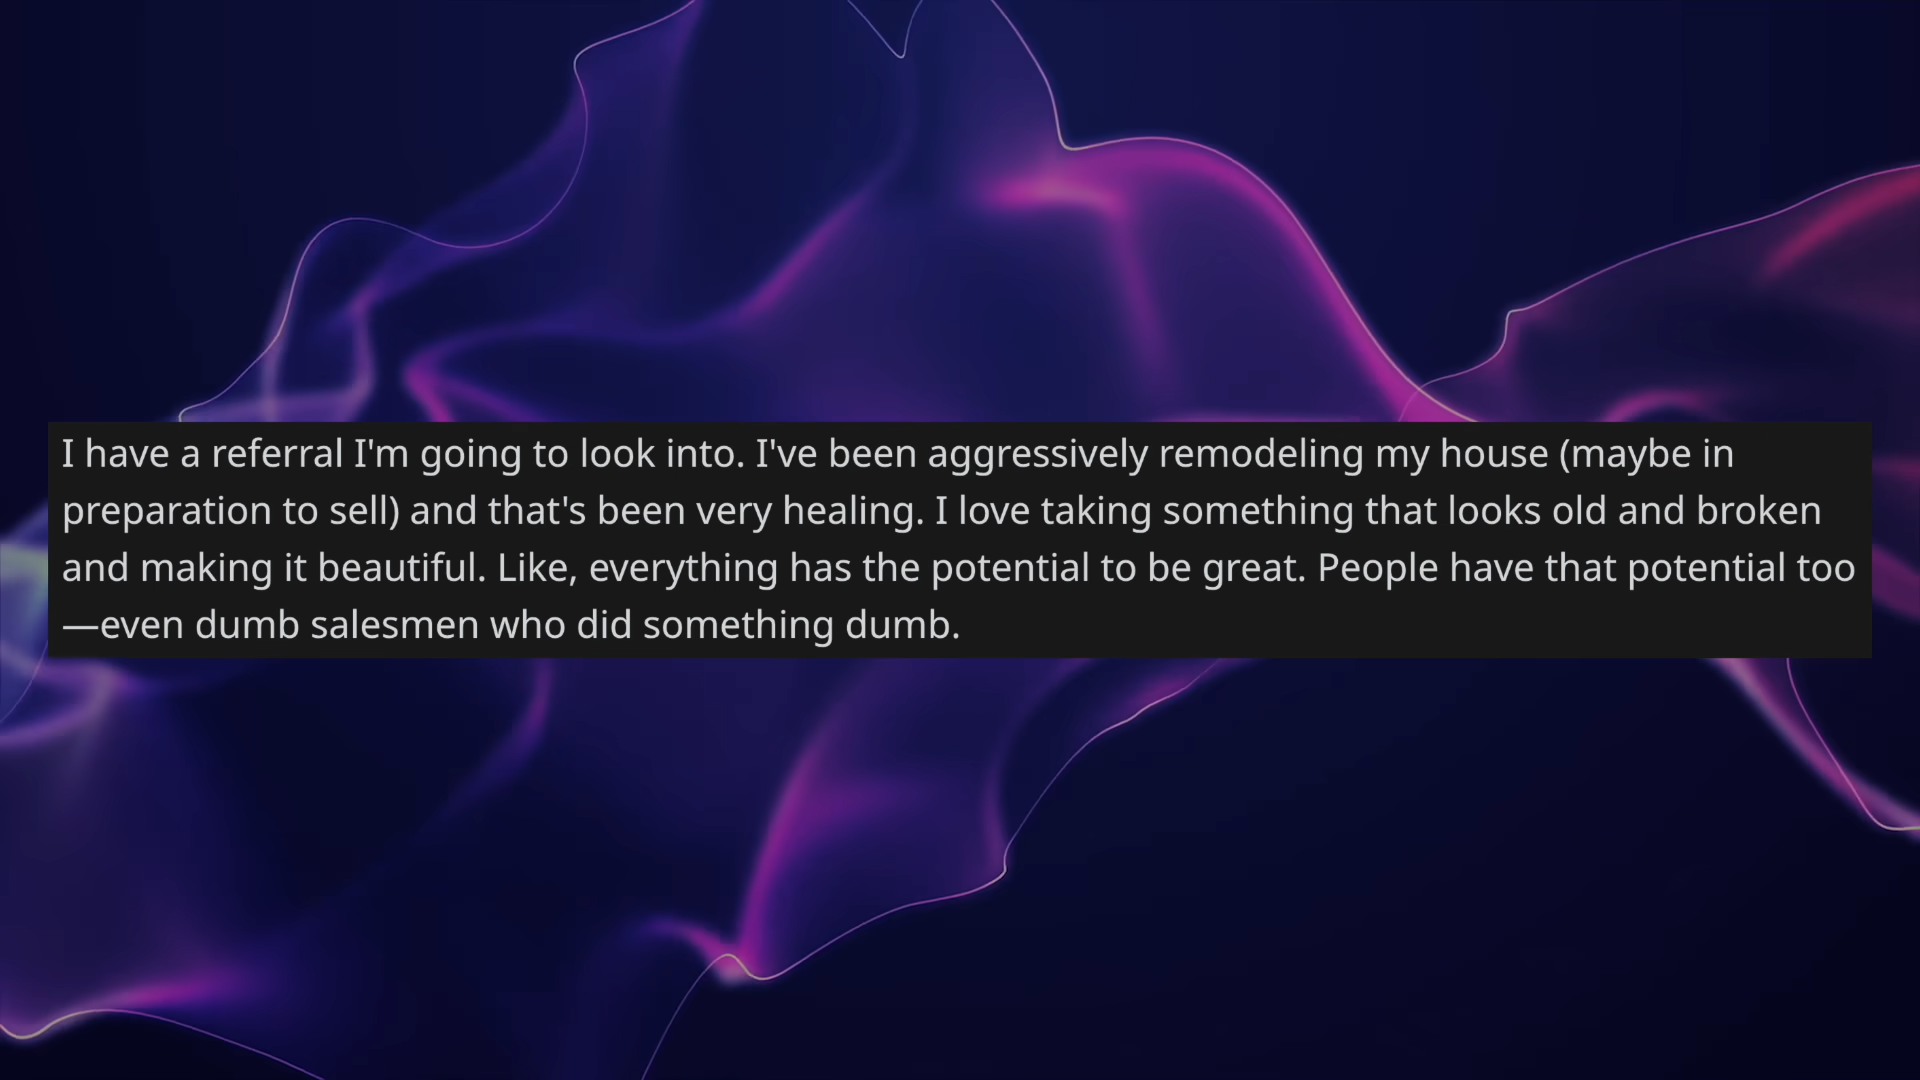 I have a referral I'm going to look into. I've been aggressively remodeling my house (maybe in
preparation to sell) and that's been very healing. I love taking something that looks old and broken
and making it beautiful. Like, everything has the potential to be great. People have that potential too
—even dumb salesmen who did something dumb.